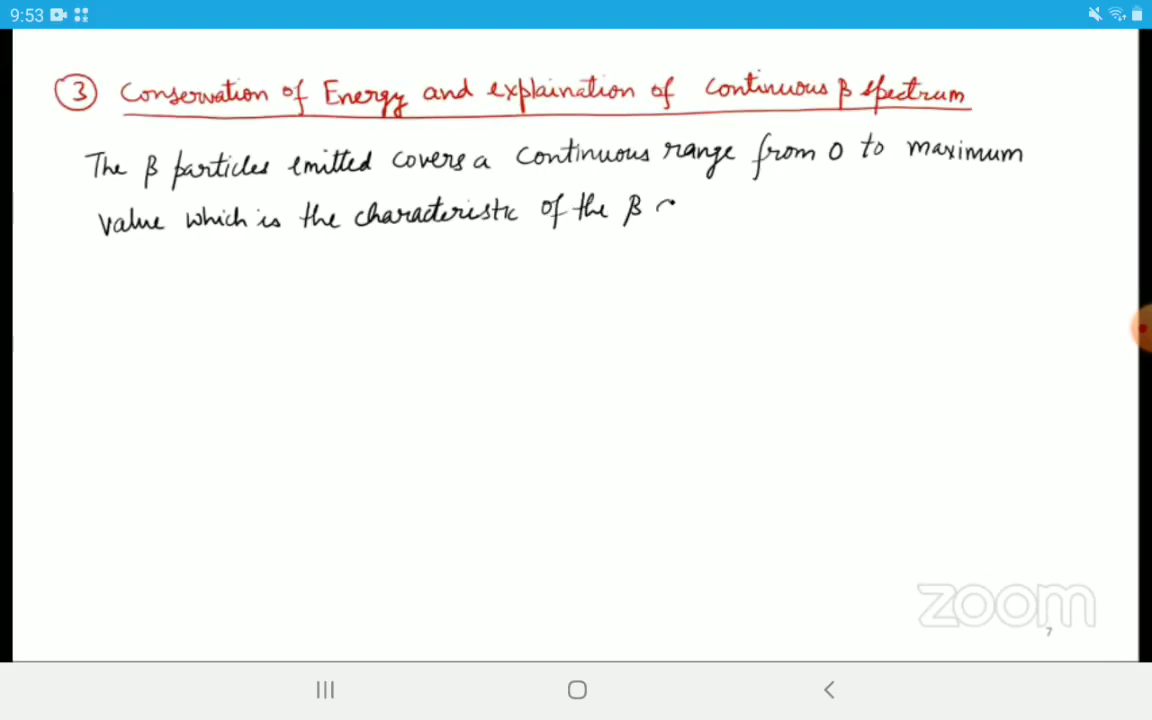 9:53
3 Conservation of Energy and explaination of Continuous β spectrum
The β particles emitted covers a continuous range from 0 to maximum
value which is the characteristic of the β
zoom
7